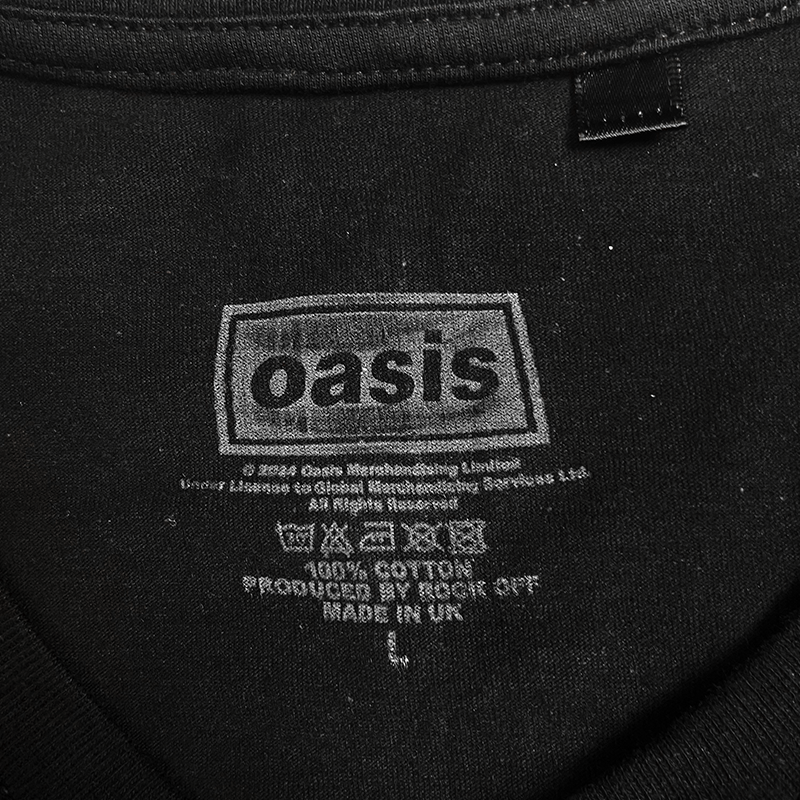 oasis
© 2024 Oasis Merchandising Limited
Under License to Global Merchandising Services Ltd.
All Rights Reserved
100% COTTON
PRODUCED BY ROCK OFF
MADE IN UK
L